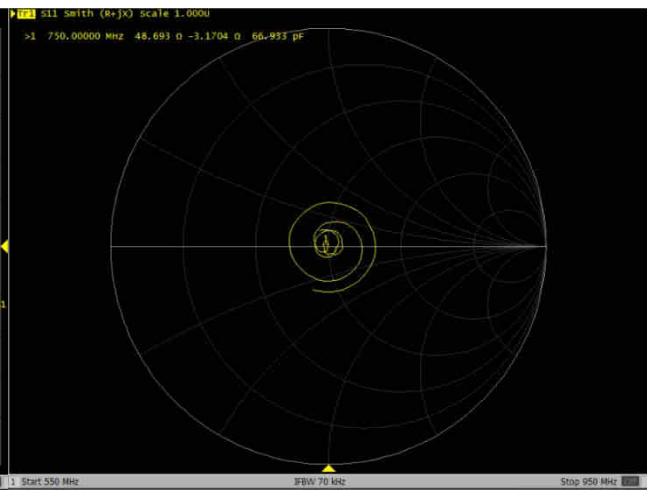 Tr1 S11 Smith (R+jX) Scale 1.000U
>1 750.00000 MHz 48.693 Ω -3.1704 Ω 66.933 pF
1
1 Start 550 MHz IFBW 70 kHz Stop 950 MHz